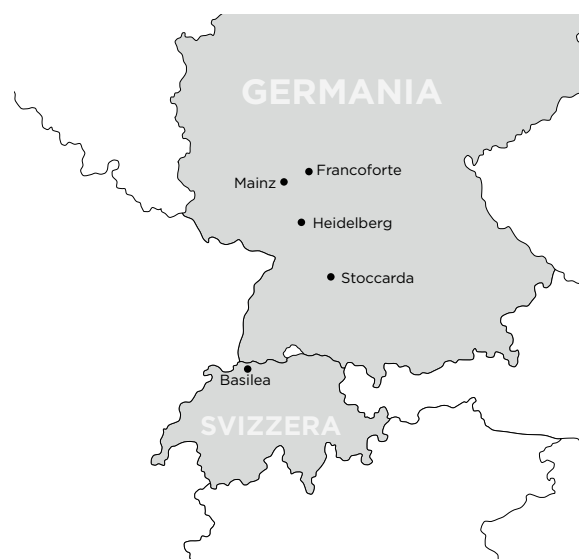 GERMANIA
Francoforte
Mainz
Heidelberg
Stoccarda
Basilea
SVIZZERA